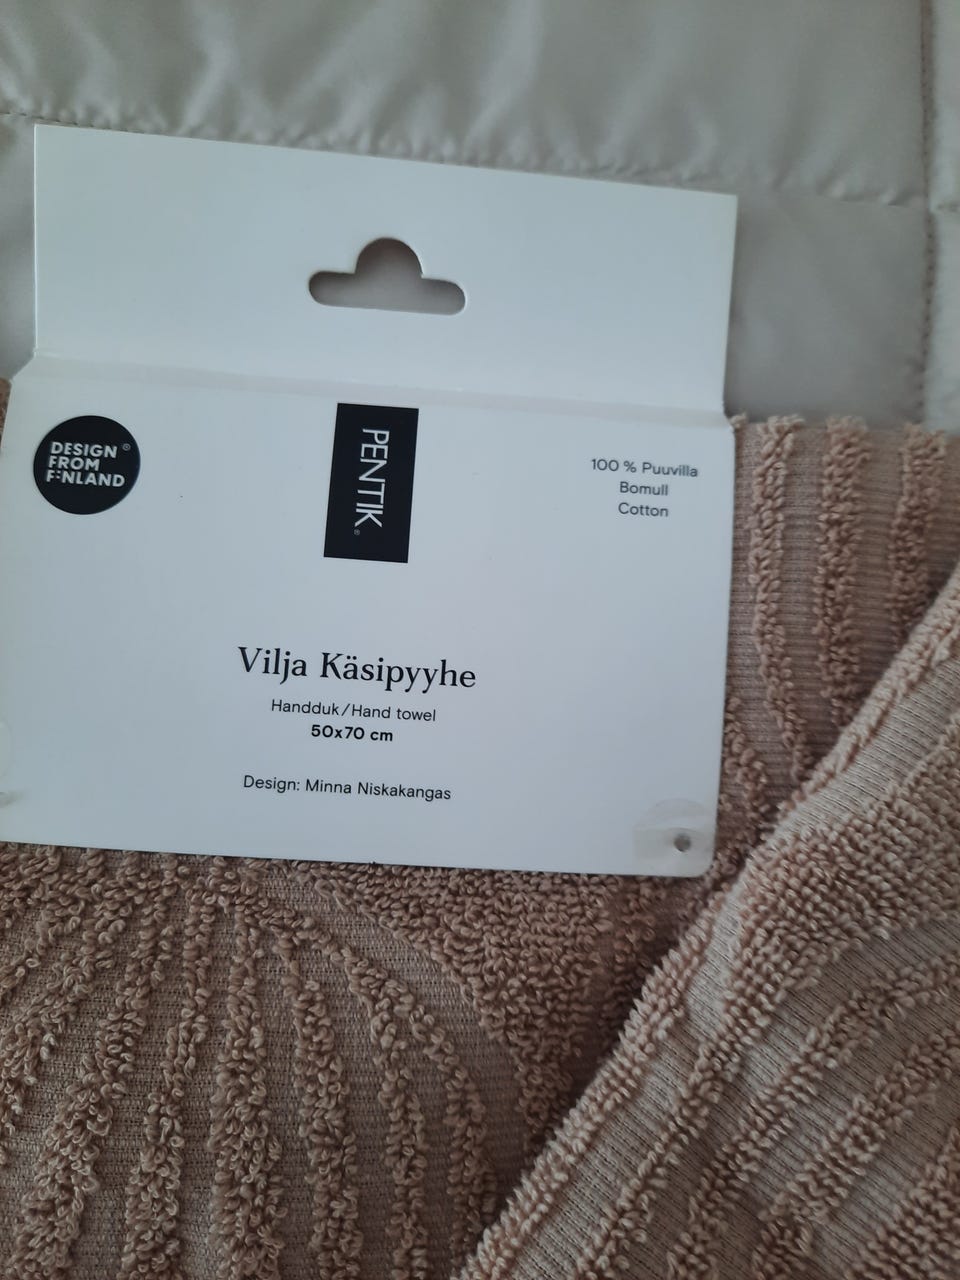 DESIGN ®
FROM
FINLAND
PENTIK®
100 % Puuvilla
Bomull
Cotton
Vilja Käsipyyhe
Handduk/Hand towel
50x70 cm
Design: Minna Niskakangas